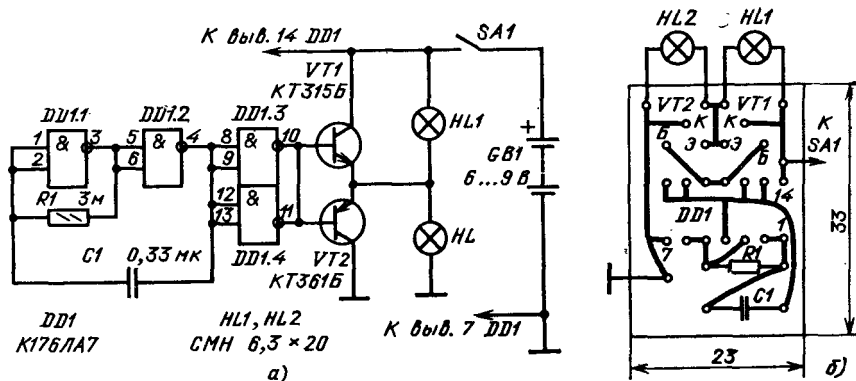 К выв. 14 DD1
SA1
VT1
КТ315Б
DD1.1
DD1.2
DD1.3
1
2
&
3
5
6
&
4
8
9
&
10
HL1
+
GB1
6...9 В
R1
3м
12
13
&
11
DD1.4
VT2
КТ361Б
HL
C1
0,33 мк
DD1
К176ЛА7
HL1, HL2
СМН 6,3 × 20
К выв. 7 DD1
а)
HL2
HL1
VT2
К
К
VT1
К
SA1
Б
Э
Э
Б
14
DD1
1
7
R1
C1
33
23
б)